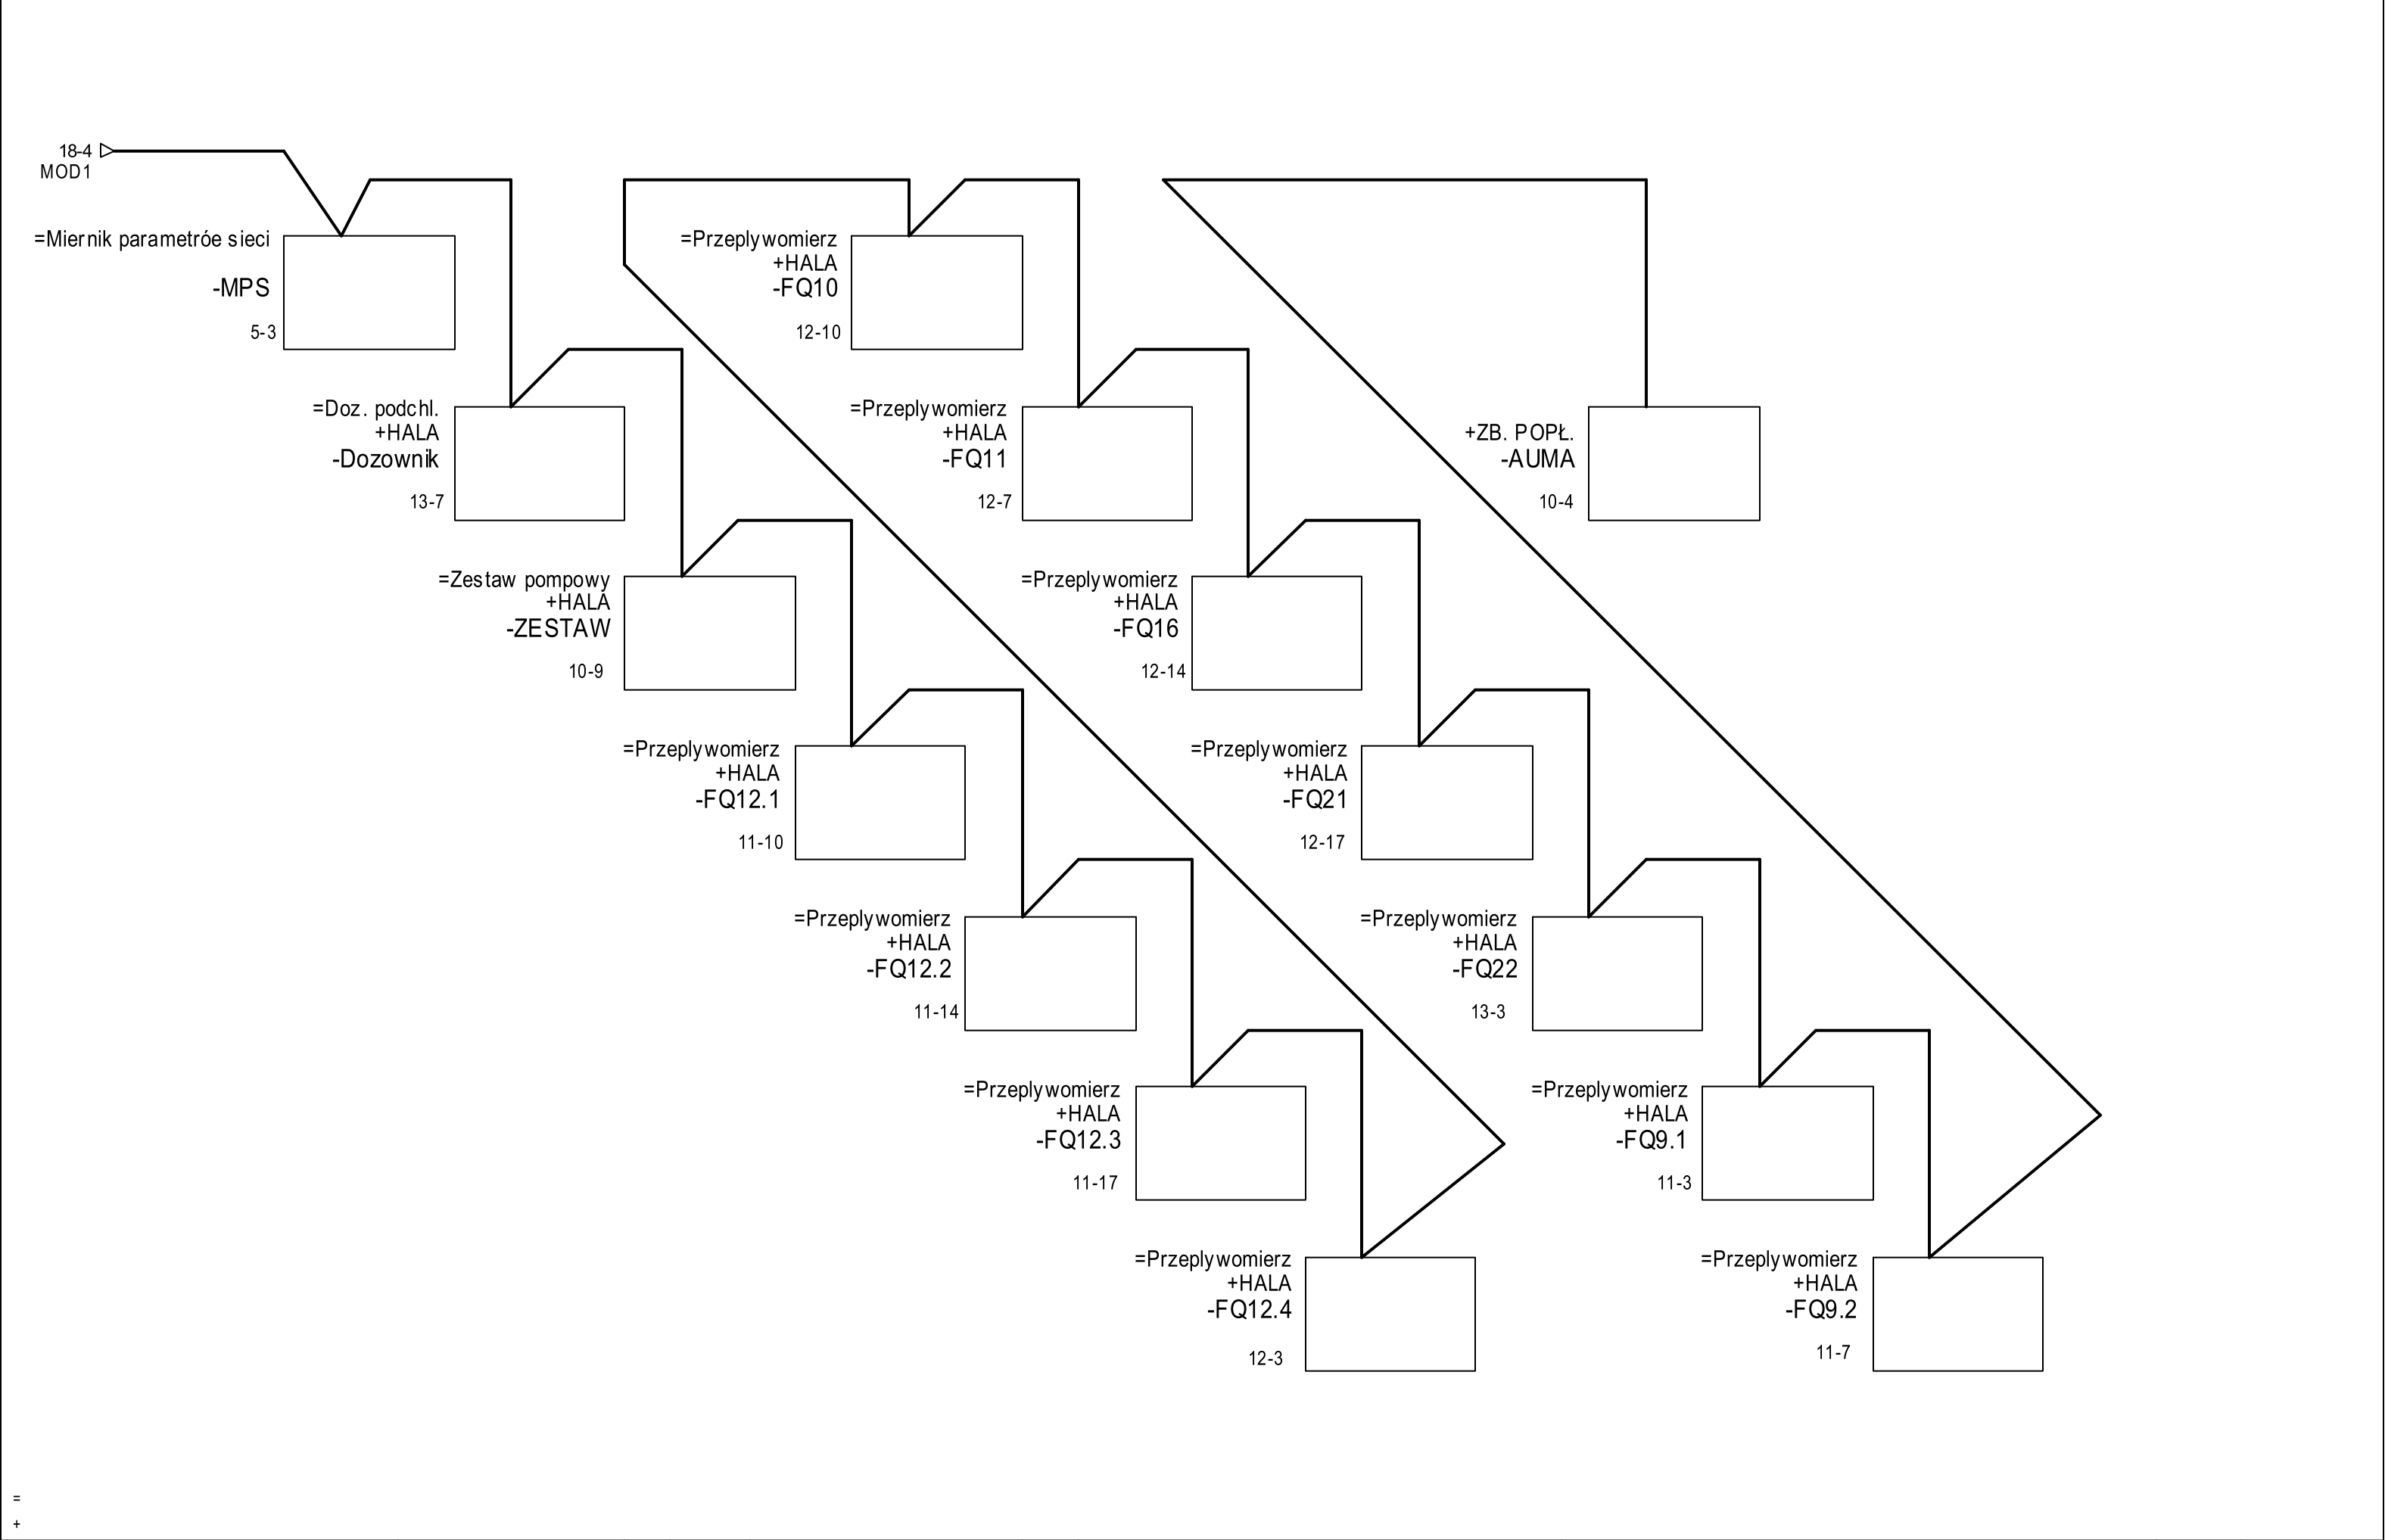 18-4
MOD1
=Miernik parametróe sieci
-MPS
5-3
=Doz. podchl.
+HALA
-Dozownik
13-7
=Zestaw pompowy
+HALA
-ZESTAW
10-9
=Przeplywomierz
+HALA
-FQ12.1
11-10
=Przeplywomierz
+HALA
-FQ12.2
11-14
=Przeplywomierz
+HALA
-FQ12.3
11-17
=Przeplywomierz
+HALA
-FQ12.4
12-3
=Przeplywomierz
+HALA
-FQ10
12-10
=Przeplywomierz
+HALA
-FQ11
12-7
=Przeplywomierz
+HALA
-FQ16
12-14
=Przeplywomierz
+HALA
-FQ21
12-17
=Przeplywomierz
+HALA
-FQ22
13-3
=Przeplywomierz
+HALA
-FQ9.1
11-3
=Przeplywomierz
+HALA
-FQ9.2
11-7
+ZB. POPŁ.
-AUMA
10-4
=
+